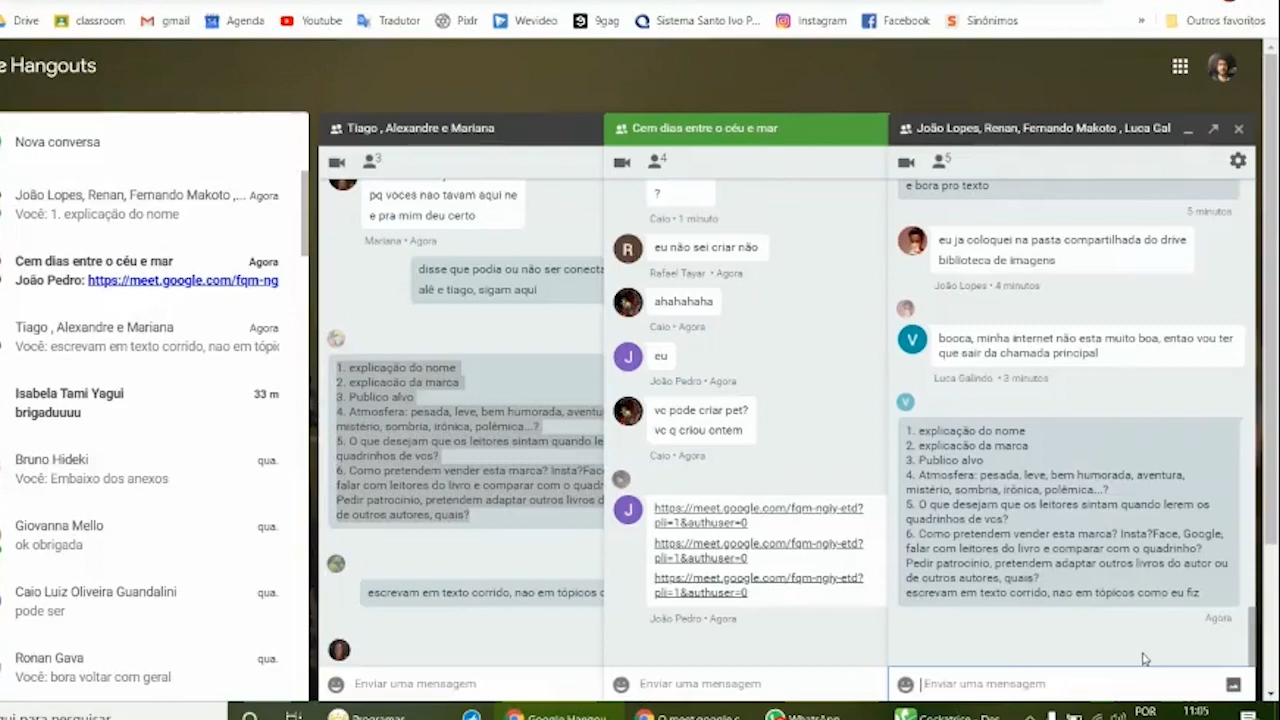 Drive classroom gmail Agenda Youtube Tradutor Pixlr Wevideo 9gag Sistema Santo Ivo P... Instagram Facebook Sinônimos » Outros favoritos
Hangouts
Nova conversa
João Lopes, Renan, Fernando Makoto ,... Agora
Você: 1. explicação do nome
Cem dias entre o céu e mar Agora
João Pedro: https://meet.google.com/fqm-ng
Tiago , Alexandre e Mariana Agora
Você: escrevam em texto corrido, nao em tópic
Isabela Tami Yagui 33 m
brigaduuuu
Bruno Hideki qua.
Você: Embaixo dos anexos
Giovanna Mello qua.
ok obrigada
Caio Luiz Oliveira Guandalini qua.
pode ser
Ronan Gava qua.
Você: bora voltar com geral
Tiago , Alexandre e Mariana
3
pq voces nao tavam aqui ne
e pra mim deu certo
Mariana • Agora
disse que podia ou não ser conecta
alê e tiago, sigam aqui
1. explicação do nome
2. explicacão da marca
3. Publico alvo
4. Atmosfera: pesada, leve, bem humorada, aventu
mistério, sombria, irônica, polêmica...?
5. O que desejam que os leitores sintam quando le
quadrinhos de vcs?
6. Como pretendem vender esta marca? Insta?Face
falar com leitores do livro e comparar com o quad
Pedir patrocínio, pretendem adaptar outros livros d
de outros autores, quais?
escrevam em texto corrido, nao em tópicos c
Enviar uma mensagem
Cem dias entre o céu e mar
4
?
Caio • 1 minuto
R eu não sei criar não
Rafael Tayar • Agora
ahahahaha
Caio • Agora
J eu
João Pedro • Agora
vc pode criar pet?
vc q criou ontem
Caio • Agora
J https://meet.google.com/fqm-ngiy-etd?
pli=1&authuser=0
https://meet.google.com/fqm-ngiy-etd?
pli=1&authuser=0
https://meet.google.com/fqm-ngiy-etd?
pli=1&authuser=0
João Pedro • Agora
Enviar uma mensagem
João Lopes, Renan, Fernando Makoto , Luca Gal
5
e bora pro texto
5 minutos
eu ja coloquei na pasta compartilhada do drive
biblioteca de imagens
João Lopes • 4 minutos
V booca, minha internet não esta muito boa, entao vou ter
que sair da chamada principal
Luca Galindo • 3 minutos
V
1. explicação do nome
2. explicacão da marca
3. Publico alvo
4. Atmosfera: pesada, leve, bem humorada, aventura,
mistério, sombria, irônica, polêmica...?
5. O que desejam que os leitores sintam quando lerem os
quadrinhos de vcs?
6. Como pretendem vender esta marca? Insta?Face, Google,
falar com leitores do livro e comparar com o quadrinho?
Pedir patrocínio, pretendem adaptar outros livros do autor ou
de outros autores, quais?
escrevam em texto corrido, nao em tópicos como eu fiz
Agora
Enviar uma mensagem
Programas Google Hangou WhatsApp POR 11:05